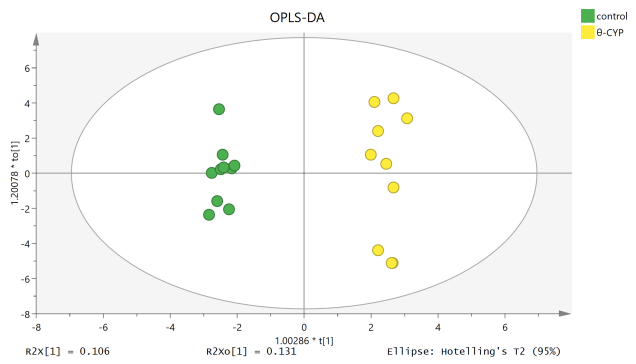 OPLS-DA
control
θ-CYP
6
4
2
0
-2
-4
-6
-8
1.20078 * to[1]
-8 -6 -4 -2 0 2 4 6
1.00286 * t[1]
R2X[1] = 0.106 R2Xo[1] = 0.131 Ellipse: Hotelling's T2 (95%)